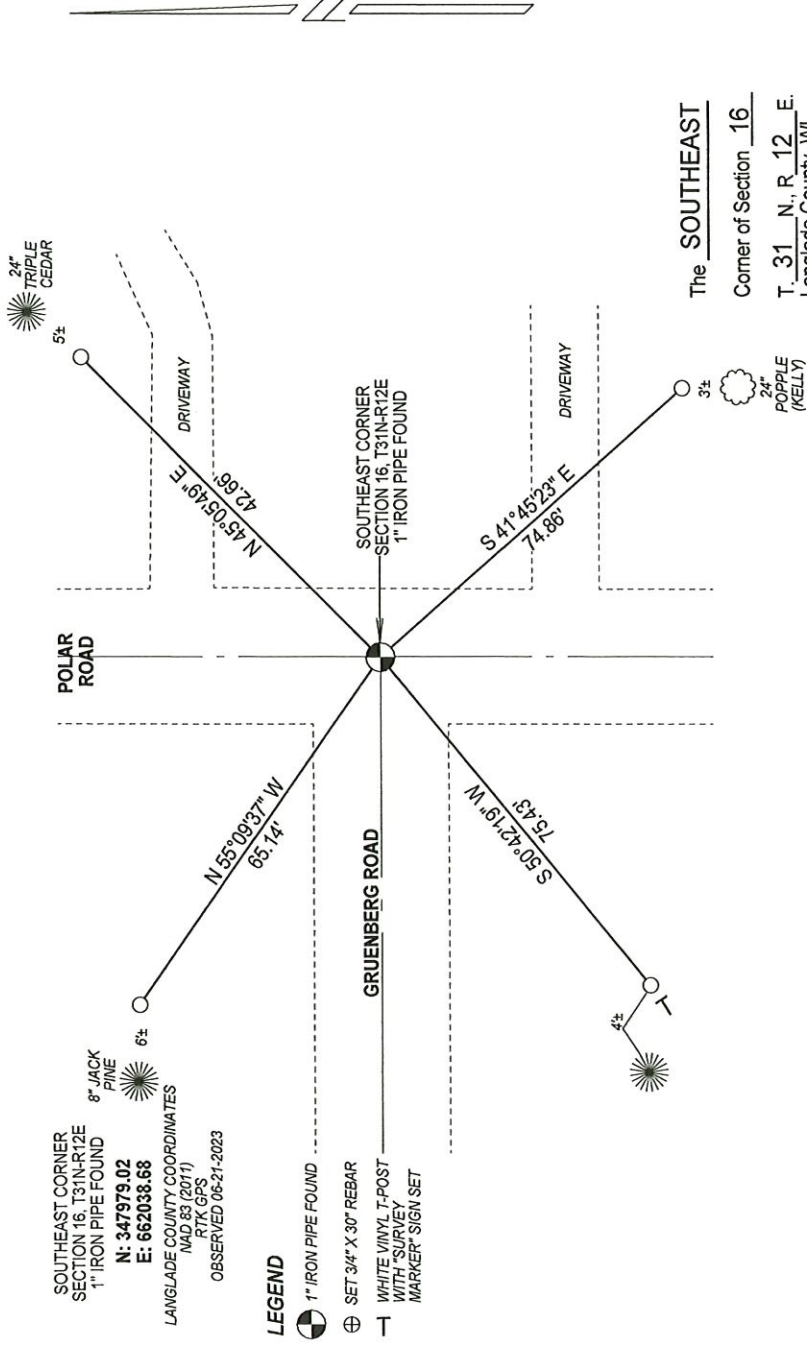 SOUTHEAST CORNER
SECTION 16, T31N-R12E
1" IRON PIPE FOUND
N: 347979.02
E: 662038.68
LANGLADE COUNTY COORDINATES
NAD 83 (2011)
RTK GPS
OBSERVED 06-21-2023
8" JACK
PINE
6'±
POLAR
ROAD
24"
TRIPLE
CEDAR
5'±
DRIVEWAY
N 55°09'37" W
65.14'
N 45°05'49" E
42.66'
SOUTHEAST CORNER
SECTION 16, T31N-R12E
1" IRON PIPE FOUND
GRUENBERG ROAD
S 50°42'19" W
75.43'
S 41°45'23" E
74.86'
DRIVEWAY
4'±
T
3'±
24"
POPPLE
(KELLY)
LEGEND
1" IRON PIPE FOUND
SET 3/4" X 30" REBAR
T WHITE VINYL T-POST
WITH "SURVEY
MARKER" SIGN SET
The SOUTHEAST
Corner of Section 16
T. 31 N., R 12 E.
Langlade County, WI